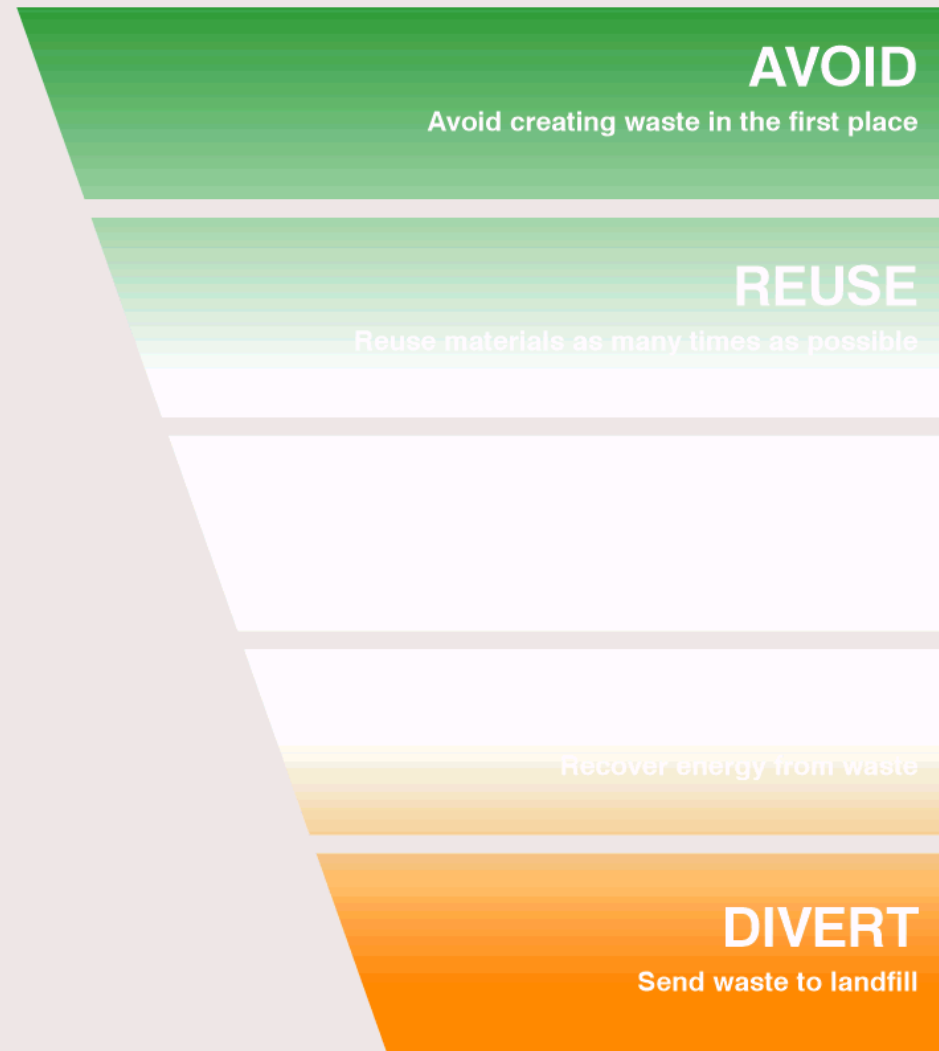 AVOID
Avoid creating waste in the first place
REUSE
Reuse materials as many times as possible
Recover energy from waste
DIVERT
Send waste to landfill